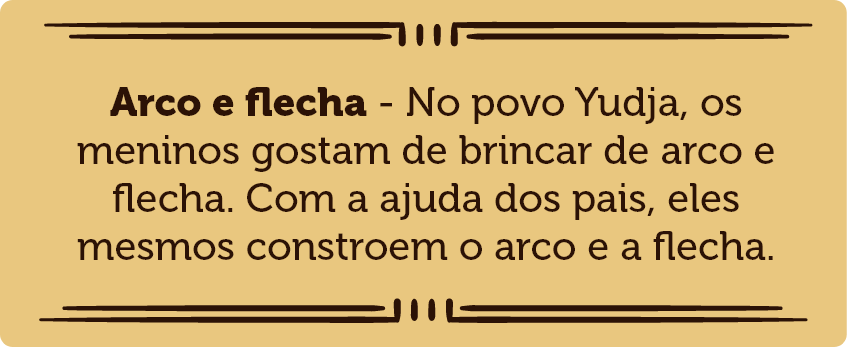 Arco e flecha - No povo Yudja, os
meninos gostam de brincar de arco e
flecha. Com a ajuda dos pais, eles
mesmos constroem o arco e a flecha.